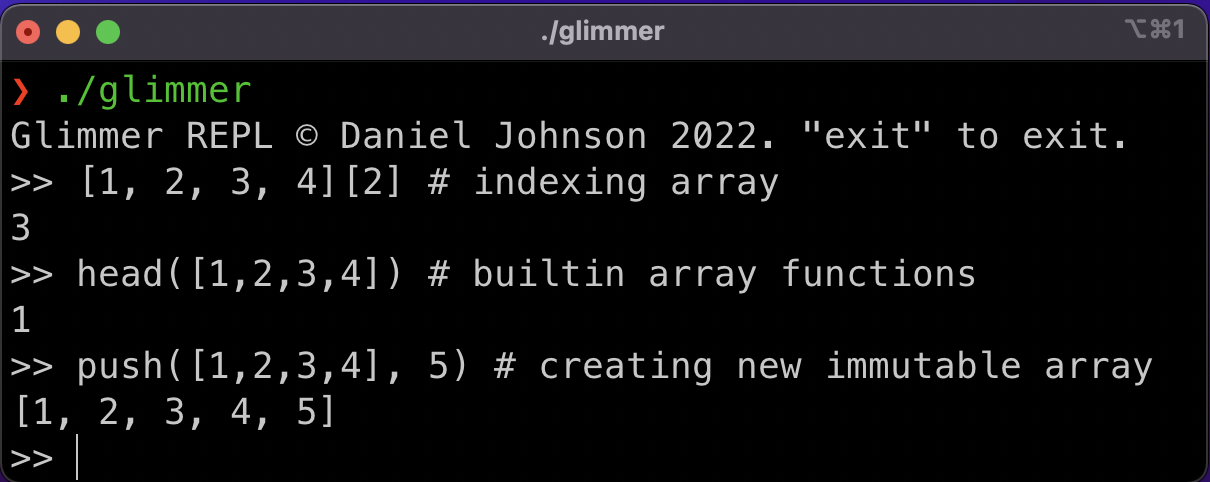 ./glimmer
⌥⌘1
❯ ./glimmer
Glimmer REPL © Daniel Johnson 2022. "exit" to exit.
>> [1, 2, 3, 4][2] # indexing array
3
>> head([1,2,3,4]) # builtin array functions
1
>> push([1,2,3,4], 5) # creating new immutable array
[1, 2, 3, 4, 5]
>>